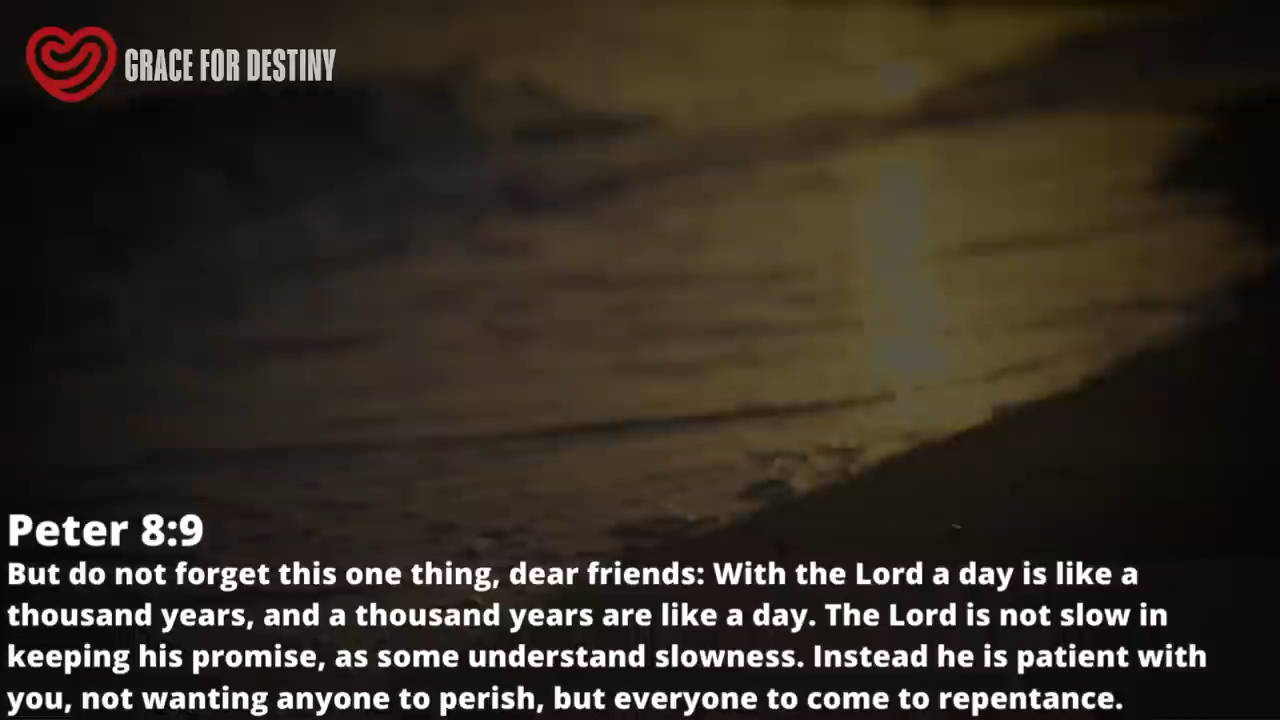 GRACE FOR DESTINY
Peter 8:9
But do not forget this one thing, dear friends: With the Lord a day is like a
thousand years, and a thousand years are like a day. The Lord is not slow in
keeping his promise, as some understand slowness. Instead he is patient with
you, not wanting anyone to perish, but everyone to come to repentance.